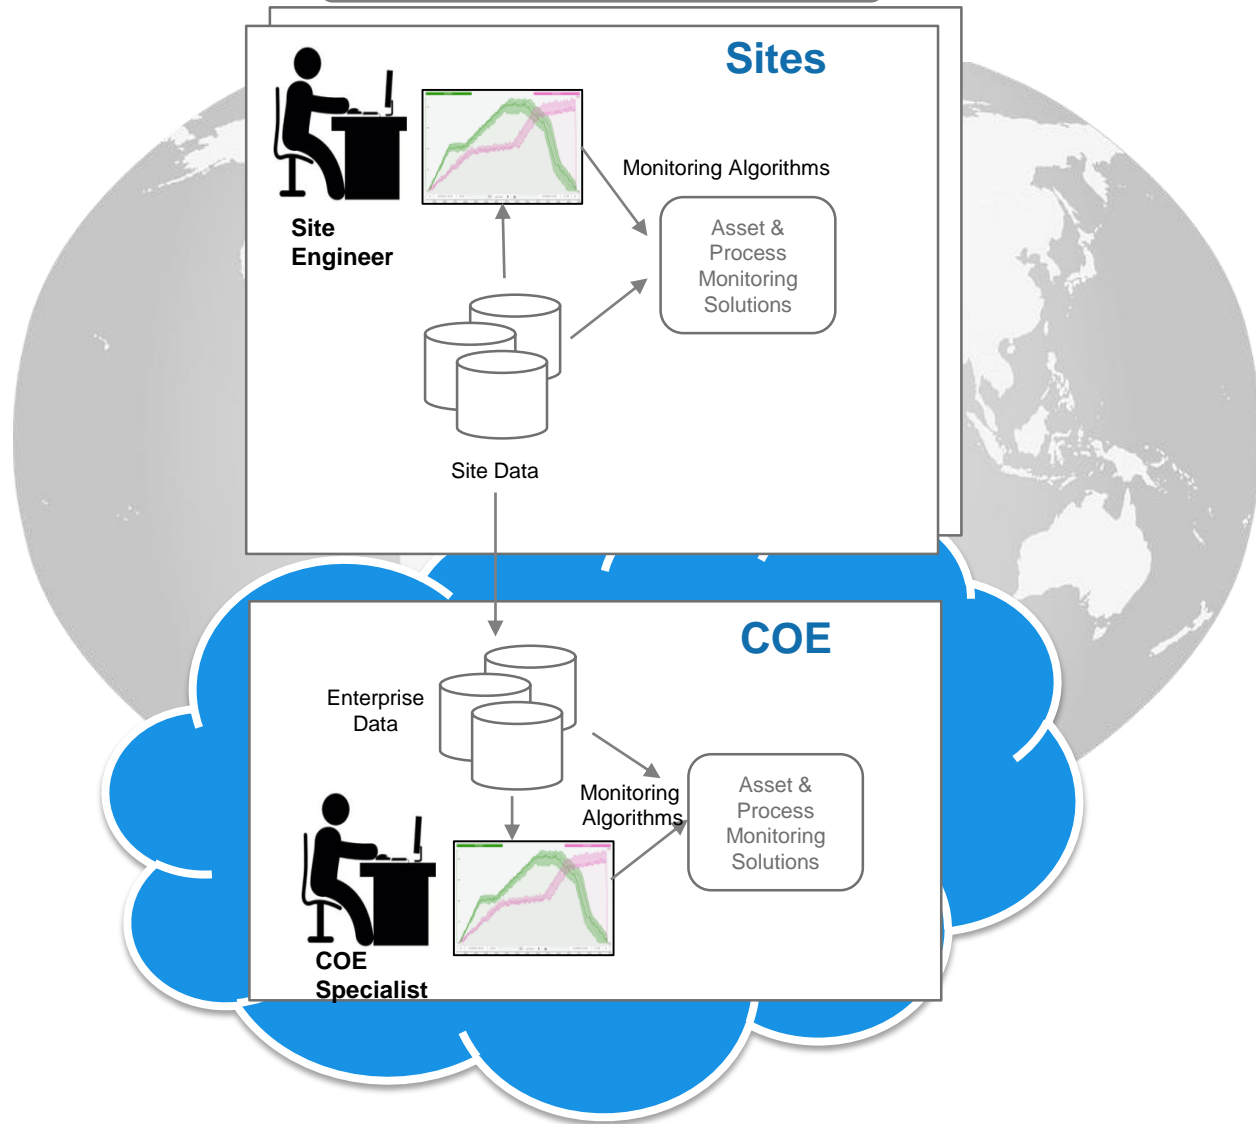 Sites
Monitoring Algorithms
Site
Engineer
Asset &
Process
Monitoring
Solutions
Site Data
COE
Enterprise
Data
Monitoring
Algorithms
Asset &
Process
Monitoring
Solutions
COE
Specialist